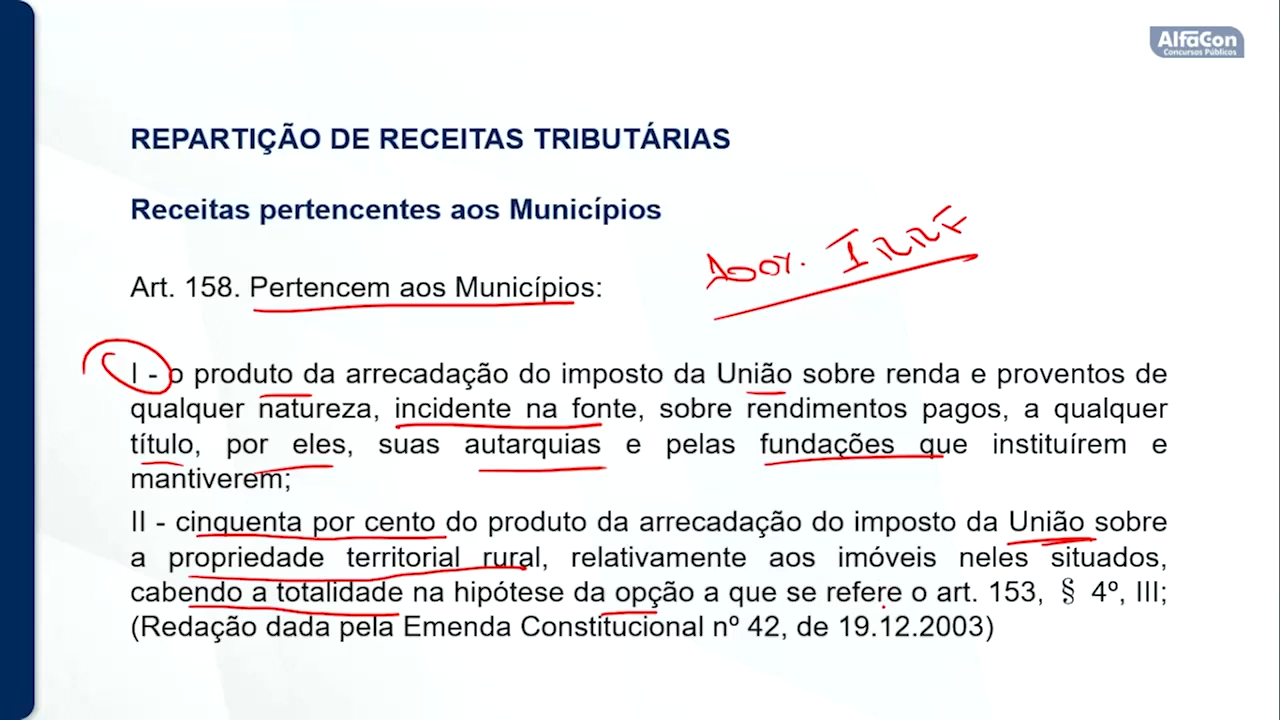 AlfaCon
Concursos Públicos
REPARTIÇÃO DE RECEITAS TRIBUTÁRIAS
Receitas pertencentes aos Municípios
100%. IRRF
Art. 158. Pertencem aos Municípios:
I - o produto da arrecadação do imposto da União sobre renda e proventos de
qualquer natureza, incidente na fonte, sobre rendimentos pagos, a qualquer
título, por eles, suas autarquias e pelas fundações que instituírem e
mantiverem;
II - cinquenta por cento do produto da arrecadação do imposto da União sobre
a propriedade territorial rural, relativamente aos imóveis neles situados,
cabendo a totalidade na hipótese da opção a que se refere o art. 153, § 4º, III;
(Redação dada pela Emenda Constitucional nº 42, de 19.12.2003)